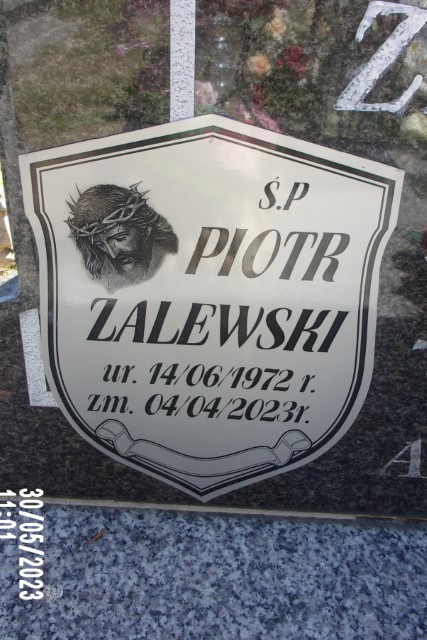 Ś.P
PIOTR
ZALEWSKI
ur. 14/06/1972 r.
zm. 04/04/2023r.
Z
A
30/05/2023
11:01